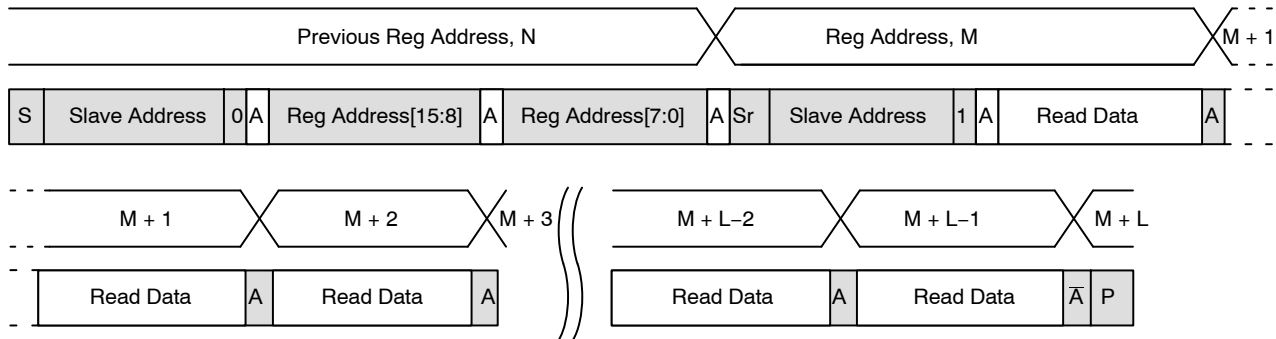 Previous Reg Address, N Reg Address, M M + 1
S Slave Address 0 A Reg Address[15:8] A Reg Address[7:0] A Sr Slave Address 1 A Read Data A
M + 1 M + 2 M + 3 M + L−2 M + L−1 M + L
Read Data A Read Data A Read Data A Read Data A̅ P